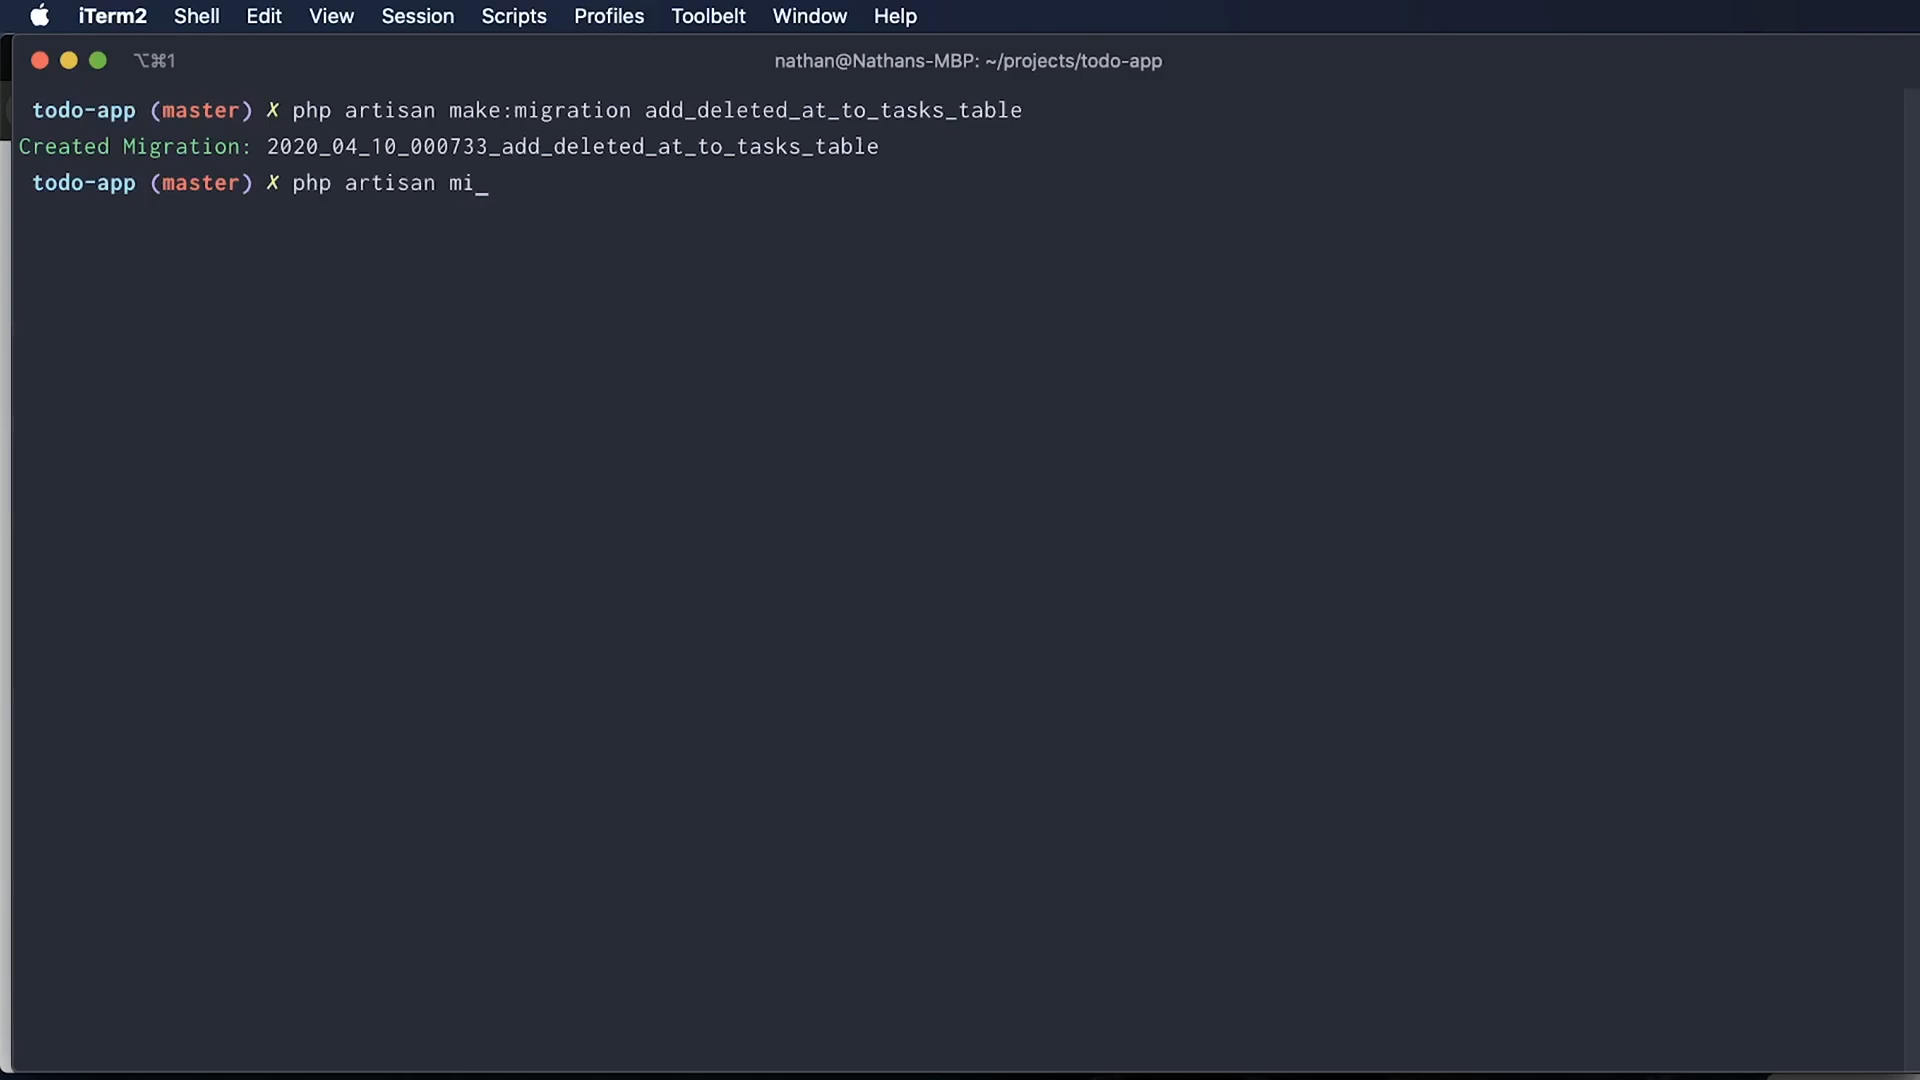 iTerm2 Shell Edit View Session Scripts Profiles Toolbelt Window Help
⌥⌘1 nathan@Nathans-MBP: ~/projects/todo-app
todo-app (master) ✗ php artisan make:migration add_deleted_at_to_tasks_table
Created Migration: 2020_04_10_000733_add_deleted_at_to_tasks_table
todo-app (master) ✗ php artisan mi_